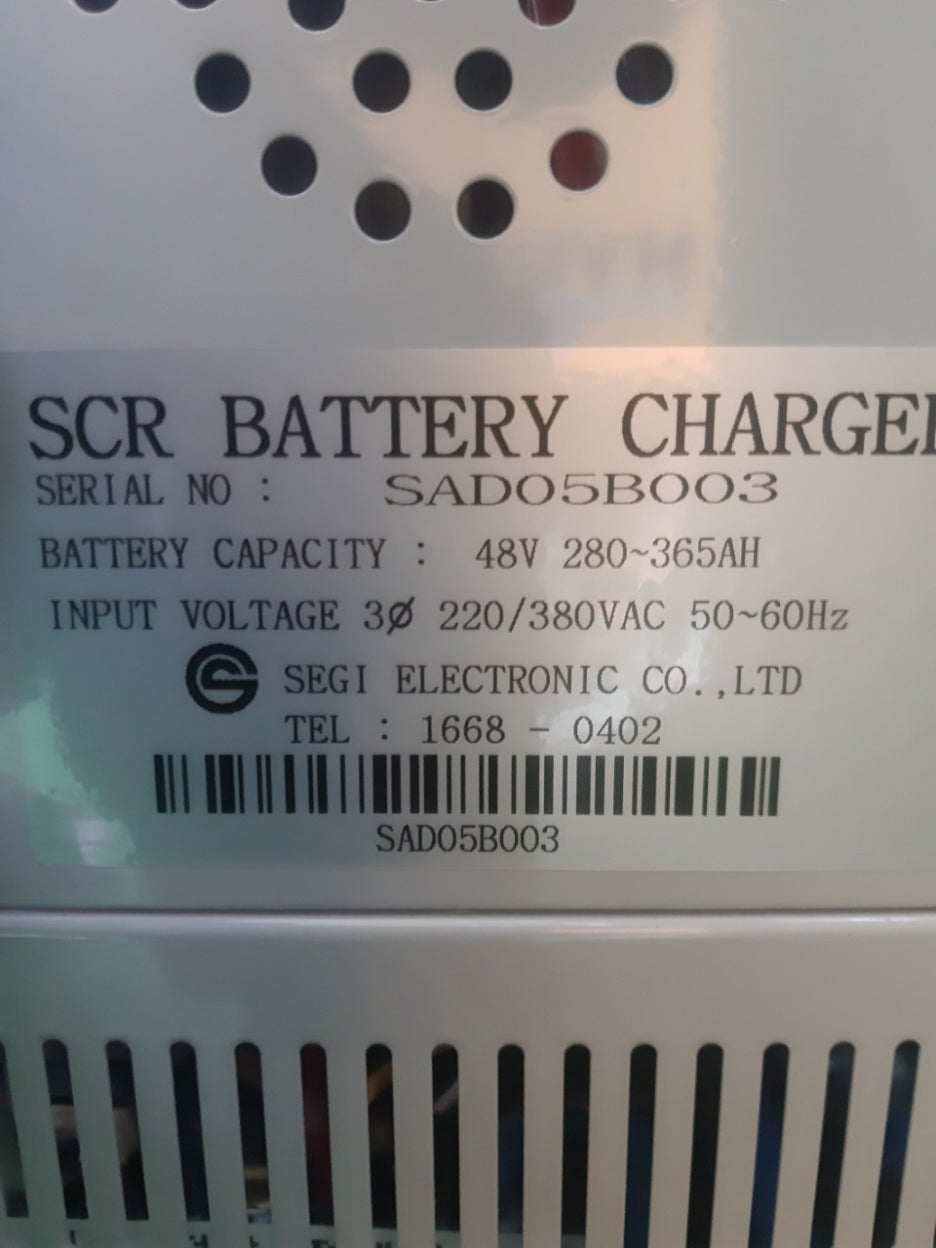 SCR BATTERY CHARGER
SERIAL NO : SAD05B003
BATTERY CAPACITY : 48V 280~365AH
INPUT VOLTAGE 3Ø 220/380VAC 50~60Hz
SEGI ELECTRONIC CO.,LTD
TEL : 1668 - 0402
SAD05B003